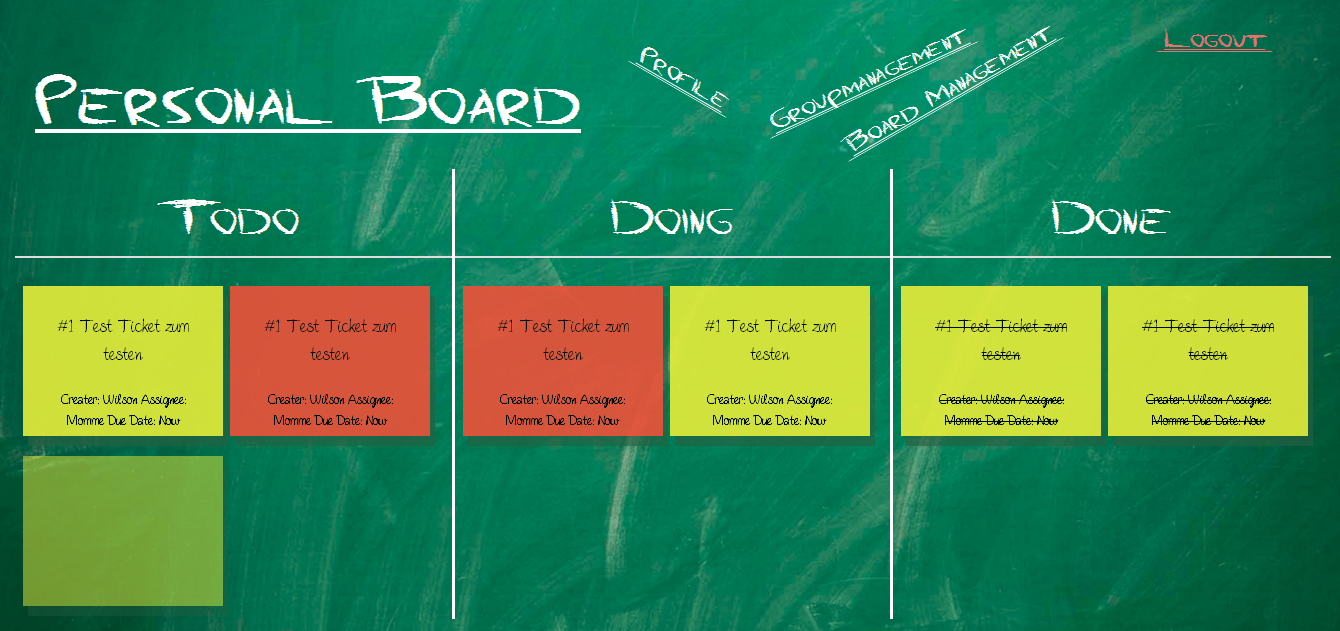 Logout
Profile
Groupmanagement
Board Management
Personal Board
Todo
Doing
Done
#1 Test Ticket zum
testen
Creater: Wilson Assignee:
Momme Due Date: Now
#1 Test Ticket zum
testen
Creater: Wilson Assignee:
Momme Due Date: Now
#1 Test Ticket zum
testen
Creater: Wilson Assignee:
Momme Due Date: Now
#1 Test Ticket zum
testen
Creater: Wilson Assignee:
Momme Due Date: Now
#1 Test Ticket zum
testen
Creater: Wilson Assignee:
Momme Due Date: Now
#1 Test Ticket zum
testen
Creater: Wilson Assignee:
Momme Due Date: Now